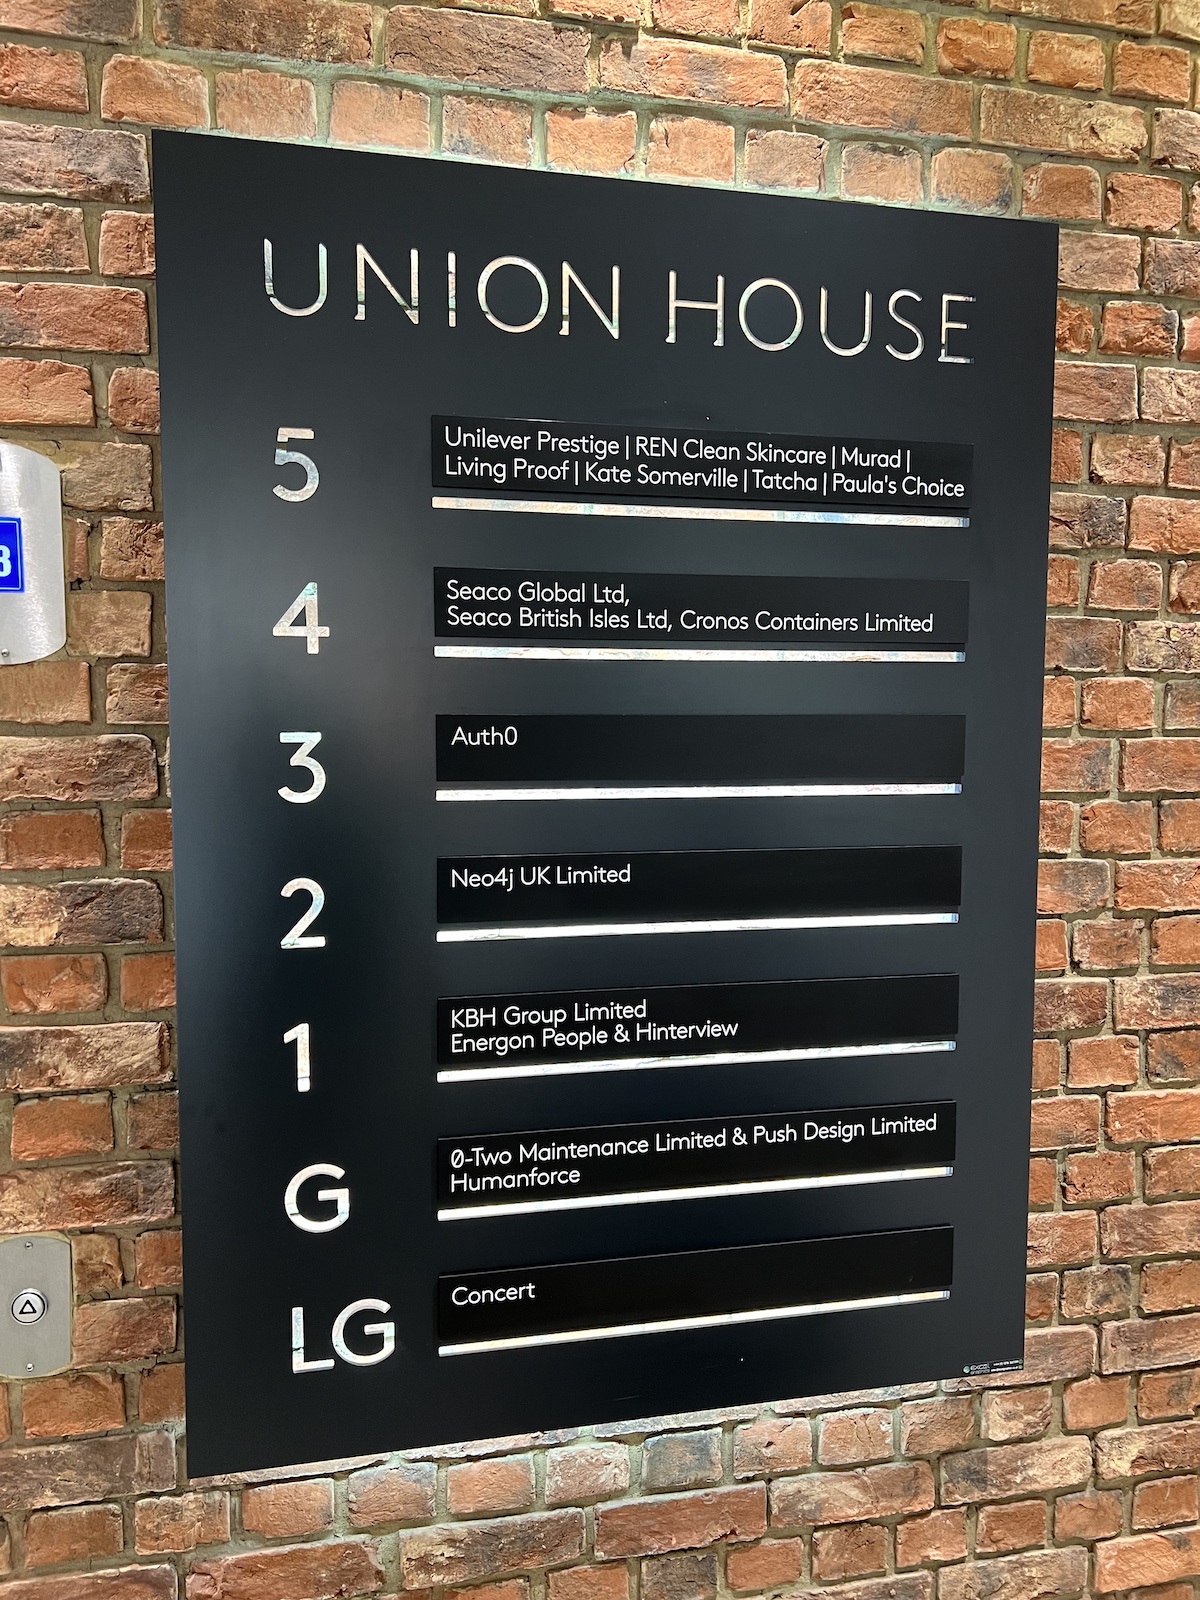 UNION HOUSE
5
Unilever Prestige | REN Clean Skincare | Murad |
Living Proof | Kate Somerville | Tatcha | Paula's Choice
4
Seaco Global Ltd,
Seaco British Isles Ltd, Cronos Containers Limited
3
Auth0
2
Neo4j UK Limited
1
KBH Group Limited
Energon People & Hinterview
G
0-Two Maintenance Limited & Push Design Limited
Humanforce
LG
Concert